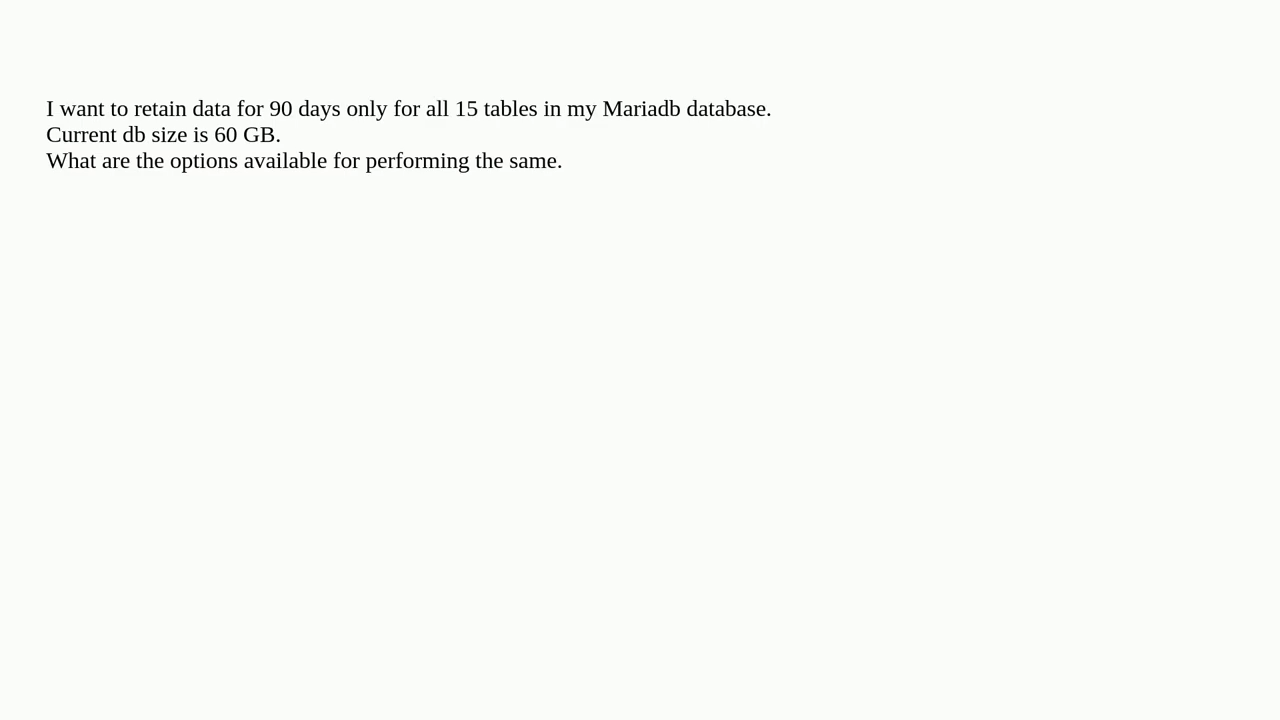 I want to retain data for 90 days only for all 15 tables in my Mariadb database.
Current db size is 60 GB.
What are the options available for performing the same.